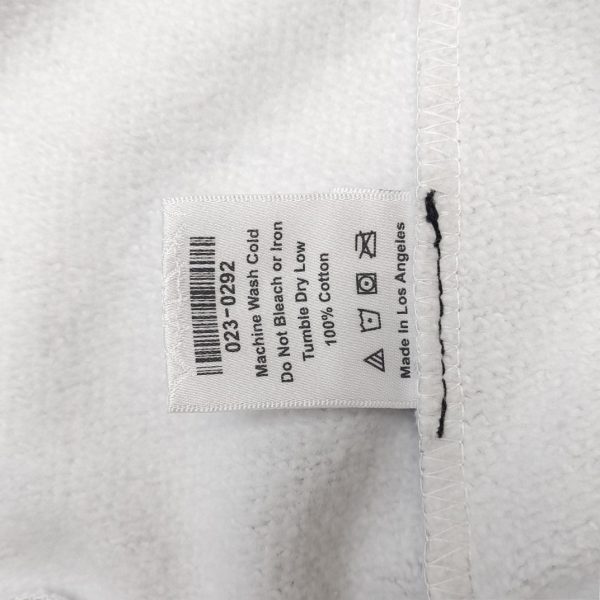 023-0292
Machine Wash Cold
Do Not Bleach or Iron
Tumble Dry Low
100% Cotton
Made In Los Angeles